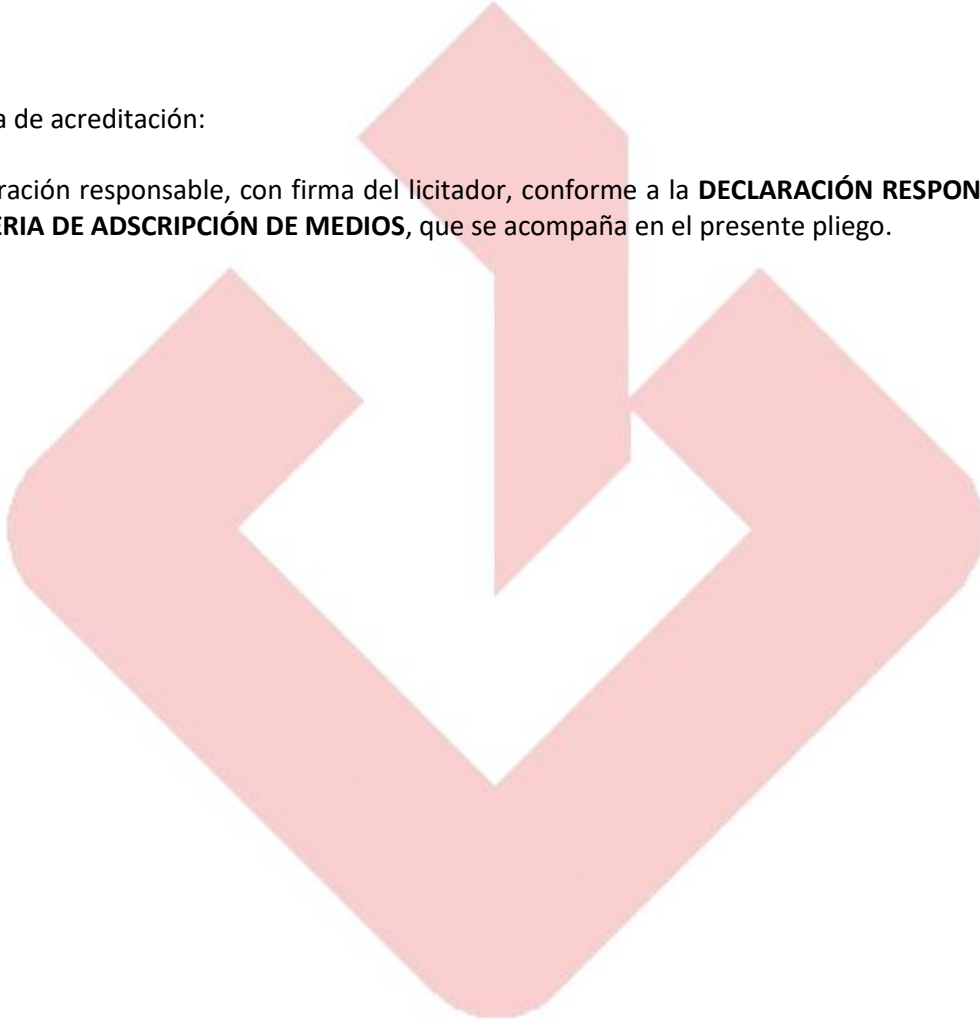 a de acreditación:
ración responsable, con firma del licitador, conforme a la DECLARACIÓN RESPON
ERIA DE ADSCRIPCIÓN DE MEDIOS, que se acompaña en el presente pliego.